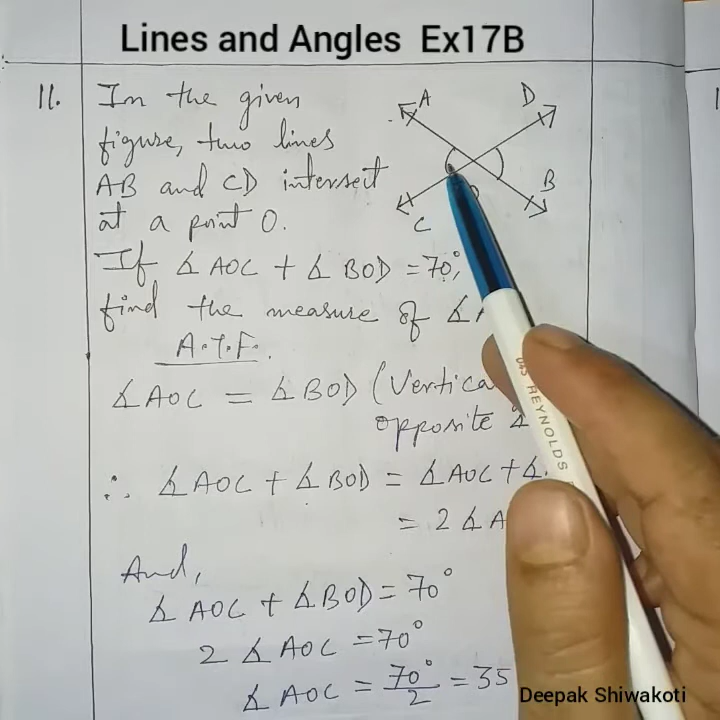 Lines and Angles Ex17B
11. In the given
figure, two lines
AB and CD intersect
at a point O.
If ∡AOC + ∡BOD = 70°,
find the measure of ∡A
A.T.F.
∡AOC = ∡BOD (Vertica
opposite ∡
∴ ∡AOC + ∡BOD = ∡AOC + ∡
= 2∡A
And,
∡AOC + ∡BOD = 70°
2∡AOC = 70°
∡AOC = 70°/2 = 35
A
D
B
C
REYNOLDS
Deepak Shiwakoti